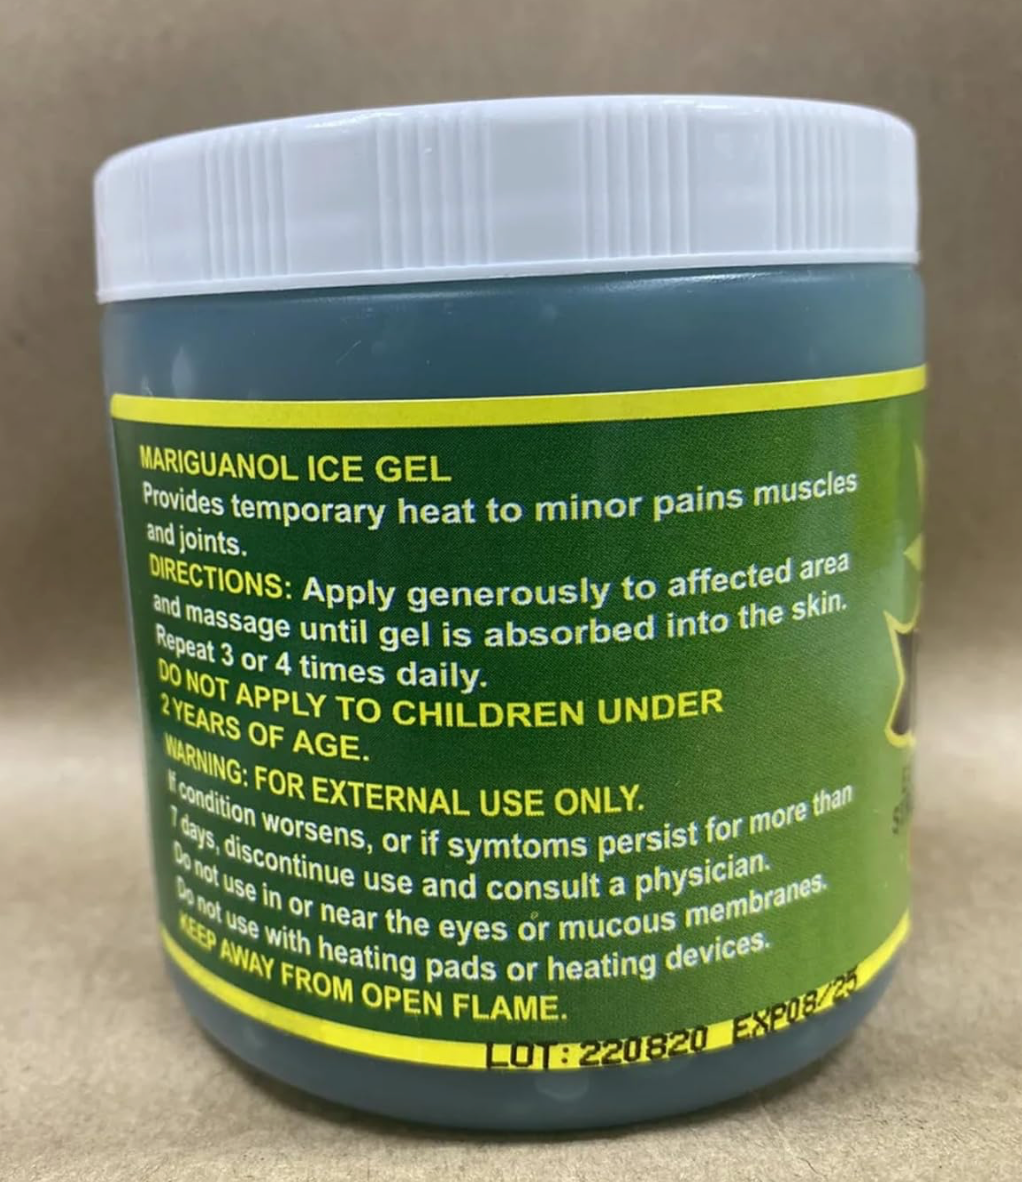 MARIGUANOL ICE GEL
Provides temporary heat to minor pains muscles
and joints.
DIRECTIONS: Apply generously to affected area
and massage until gel is absorbed into the skin.
Repeat 3 or 4 times daily.
DO NOT APPLY TO CHILDREN UNDER
2 YEARS OF AGE.
WARNING: FOR EXTERNAL USE ONLY.
If condition worsens, or if symtoms persist for more than
7 days, discontinue use and consult a physician.
Do not use in or near the eyes or mucous membranes.
Do not use with heating pads or heating devices.
KEEP AWAY FROM OPEN FLAME.
LOT: 220820 EXP08/25